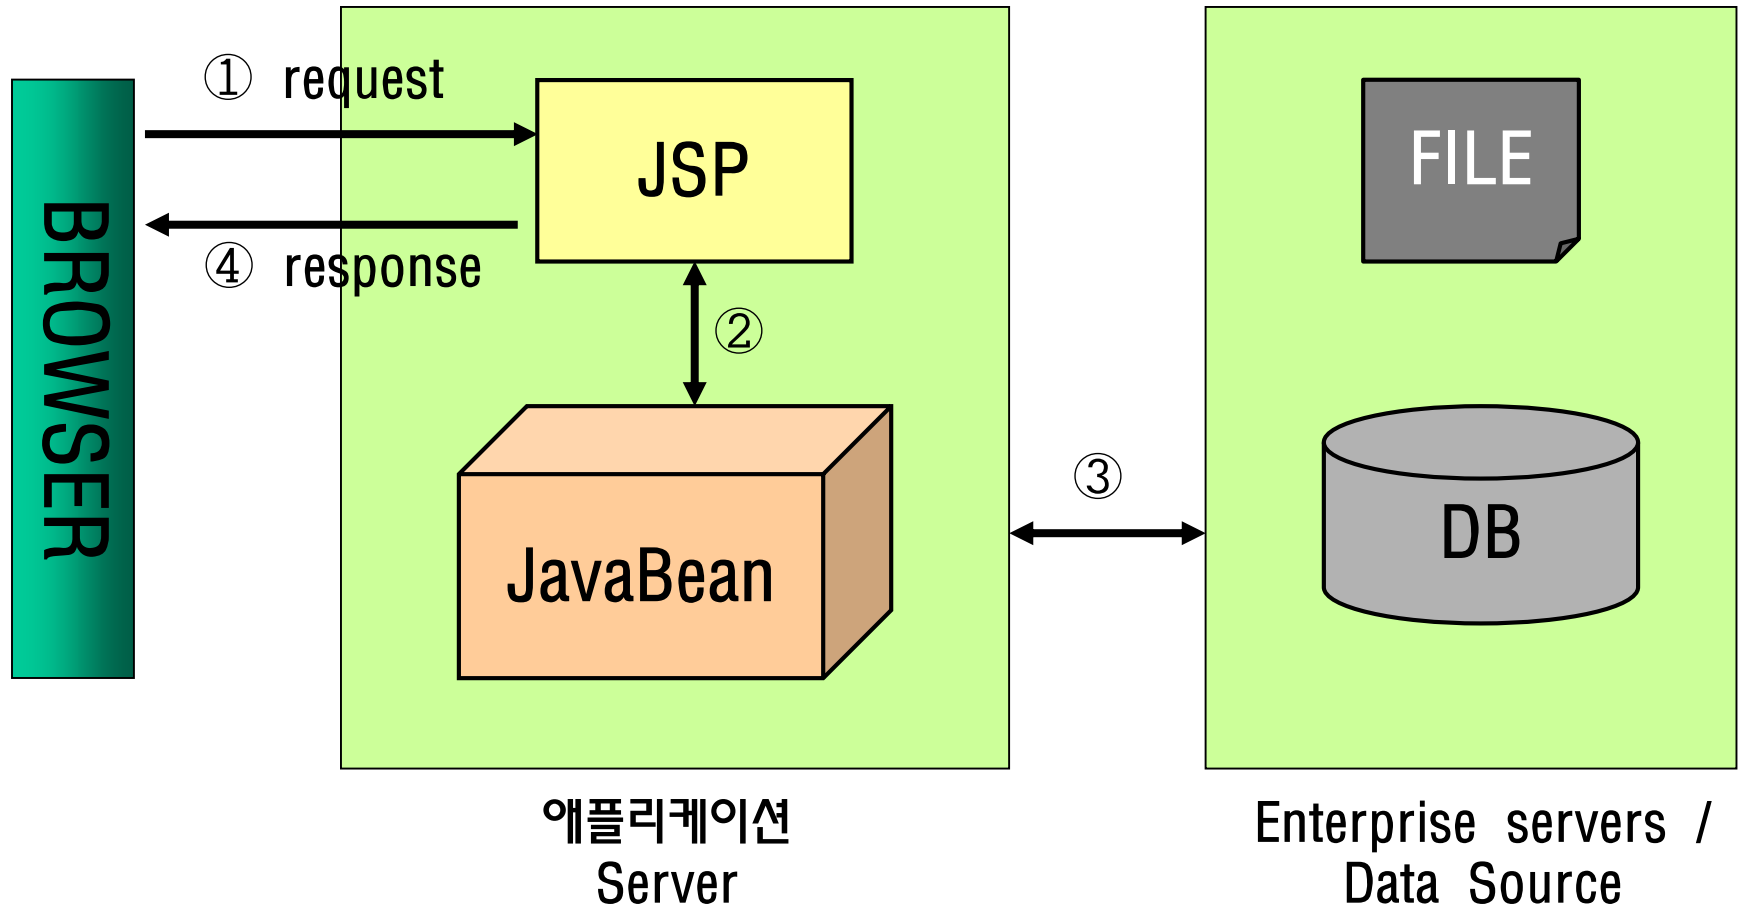 ① request
JSP
BROWSER
④ response
②
JavaBean
③
FILE
DB
애플리케이션
Server
Enterprise servers /
Data Source